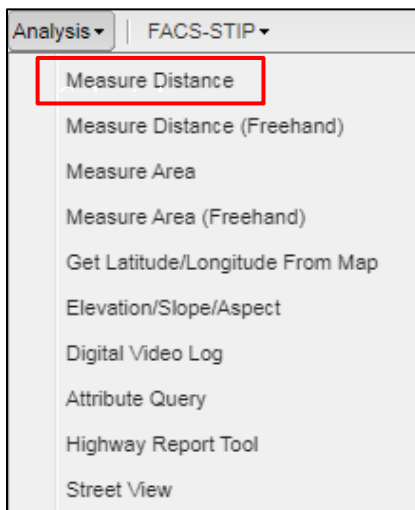 Analysis | FACS-STIP
Measure Distance
Measure Distance (Freehand)
Measure Area
Measure Area (Freehand)
Get Latitude/Longitude From Map
Elevation/Slope/Aspect
Digital Video Log
Attribute Query
Highway Report Tool
Street View